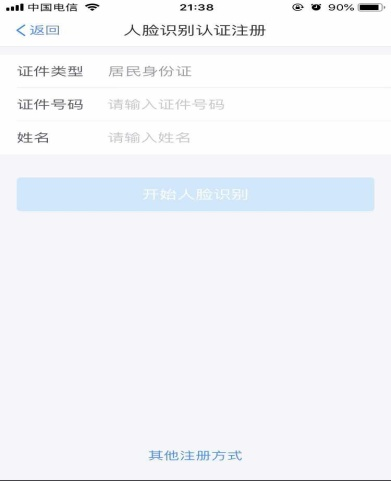 中国电信 21:38 90%
返回 人脸识别认证注册
证件类型 居民身份证
证件号码 请输入证件号码
姓名 请输入姓名
开始人脸识别
其他注册方式